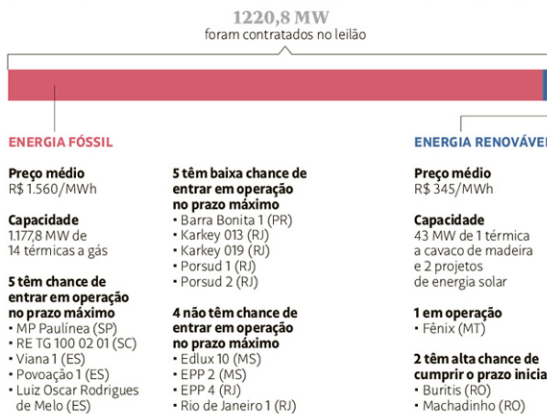 1220,8 MW
foram contratados no leilão
ENERGIA FÓSSIL
Preço médio
R$ 1.560/MWh
Capacidade
1.177,8 MW de
14 térmicas a gás
5 têm chance de
entrar em operação
no prazo máximo
• MP Paulínea (SP)
• RE TG 100 02 01 (SC)
• Viana 1 (ES)
• Povoação 1 (ES)
• Luiz Oscar Rodrigues
de Melo (ES)
5 têm baixa chance de
entrar em operação
no prazo máximo
• Barra Bonita 1 (PR)
• Karkey 013 (RJ)
• Karkey 019 (RJ)
• Porsud 1 (RJ)
• Porsud 2 (RJ)
4 não têm chance de
entrar em operação
no prazo máximo
• Edlux 10 (MS)
• EPP 2 (MS)
• EPP 4 (RJ)
• Rio de Janeiro 1 (RJ)
ENERGIA RENOVÁVEL
Preço médio
R$ 345/MWh
Capacidade
43 MW de 1 térmica
a cavaco de madeira
e 2 projetos
de energia solar
1 em operação
• Fênix (MT)
2 têm alta chance de
cumprir o prazo inicia
• Buritis (RO)
• Machadinho (RO)